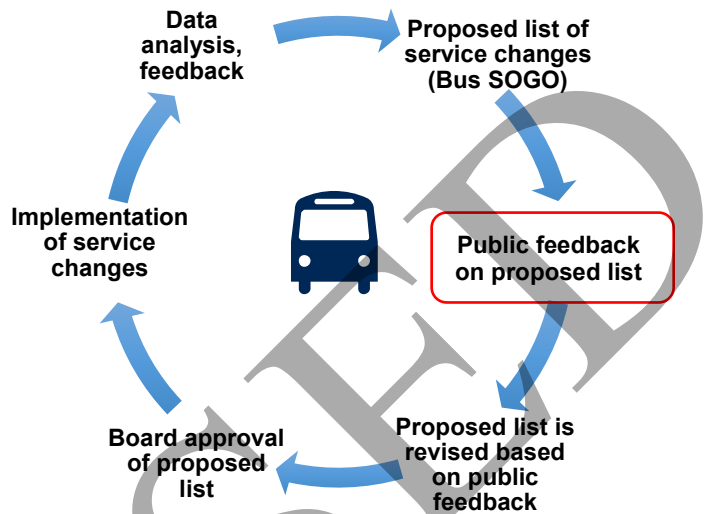 Data
analysis,
feedback
Proposed list of
service changes
(Bus SOGO)
Public feedback
on proposed list
Proposed list is
revised based
on public
feedback
Board approval
of proposed
list
Implementation
of service
changes